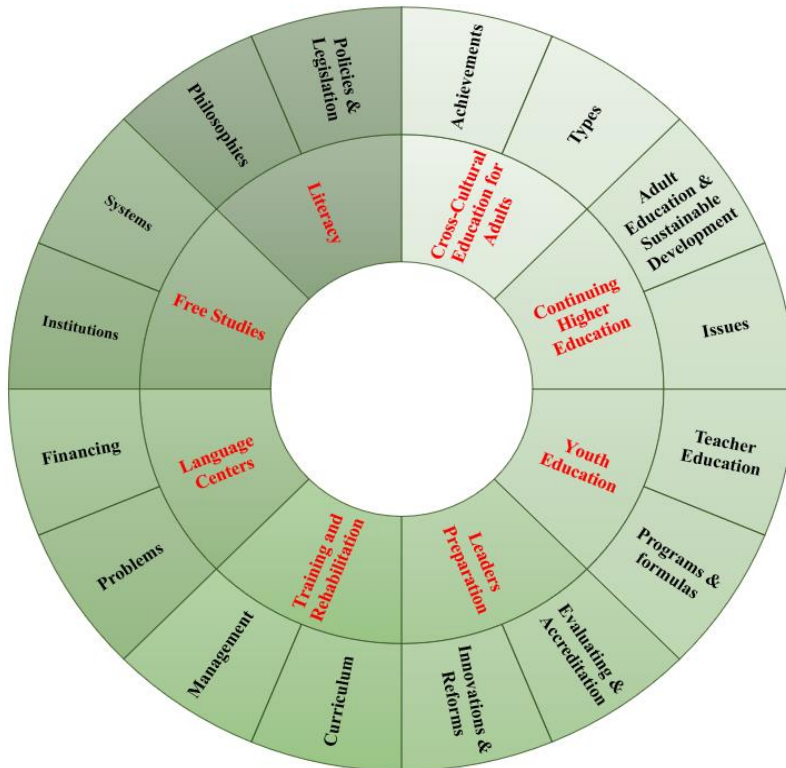 Achievements
Types
Adult
Education &
Sustainable
Development
Issues
Teacher
Education
Programs &
formulas
Evaluating &
Accreditation
Innovations &
Reforms
Curriculum
Management
Problems
Financing
Institutions
Systems
Philosophies
Policies &
Legislation
Cross-Cultural
Education for
Adults
Continuing
Higher
Education
Youth
Education
Leaders
Preparation
Training and
Rehabilitation
Language
Centers
Free Studies
Literacy